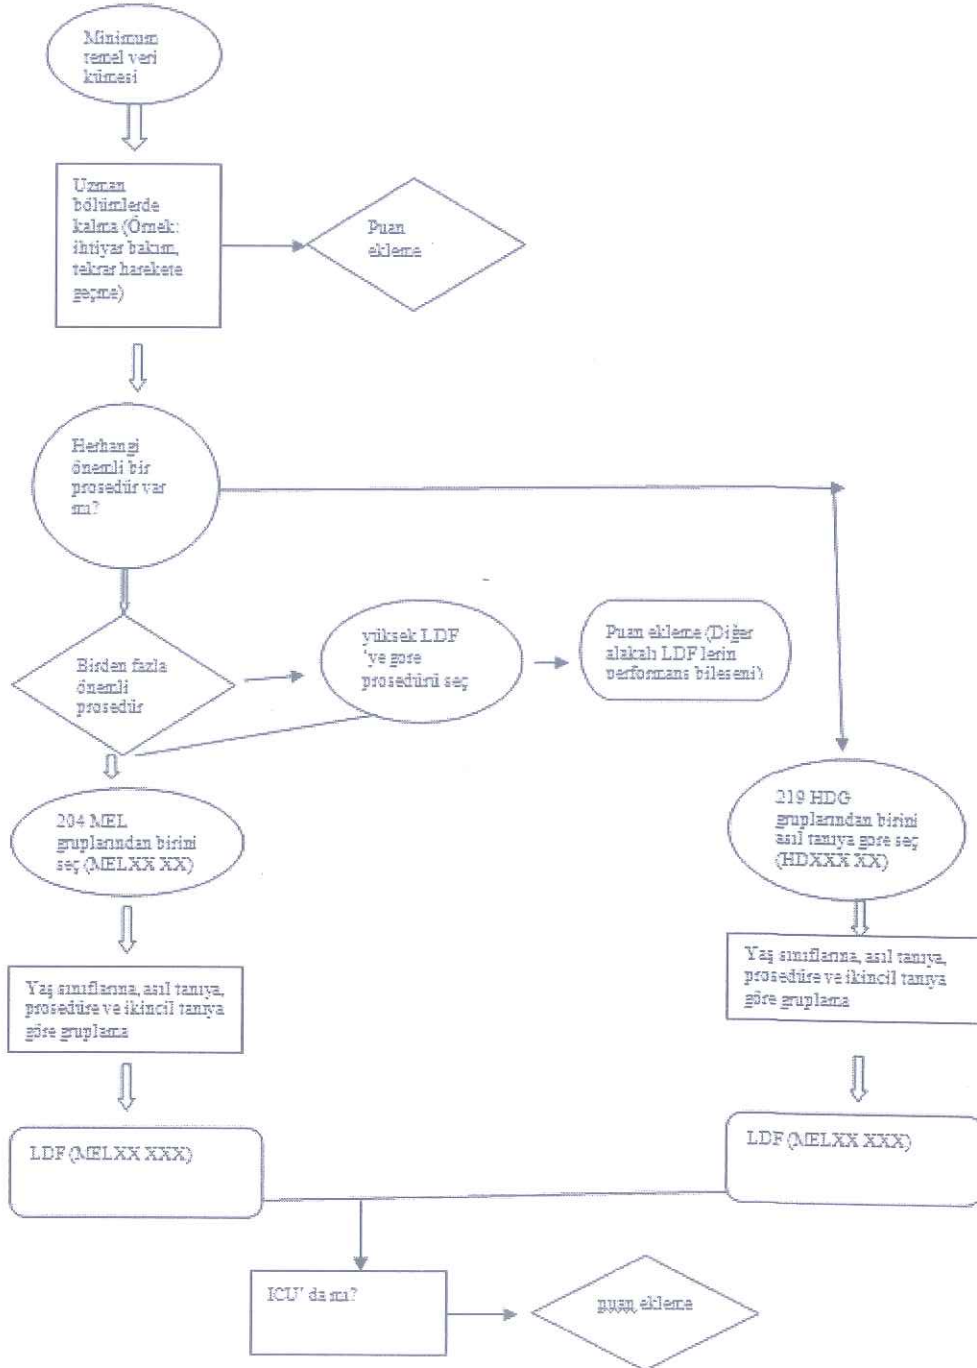 Minimum
temel veri
kümesi
Uzman
bölümlerde
kalma (Örnek:
ihtiyar bakım,
tekrar harekete
geçme)
Puan
ekleme
Herhangi
önemli bir
prosedür var
mı?
Birden fazla
önemli
prosedür
yüksek LDF
'ye göre
prosedürü seç
Puan ekleme (Diğer
alakalı LDF lerin
performans bileşeni)
204 MEL
gruplarından birini
seç (MELXX XX)
219 HDG
gruplarından birini
asıl tanıya göre seç
(HDXXX XX)
Yaş sınıflarına, asıl tanıya,
prosedüre ve ikincil tanıya
göre gruplama
Yaş sınıflarına, asıl tanıya,
prosedüre ve ikincil tanıya
göre gruplama
LDF (MELXX XXX)
LDF (MELXX XXX)
ICU' da mı?
puan ekleme